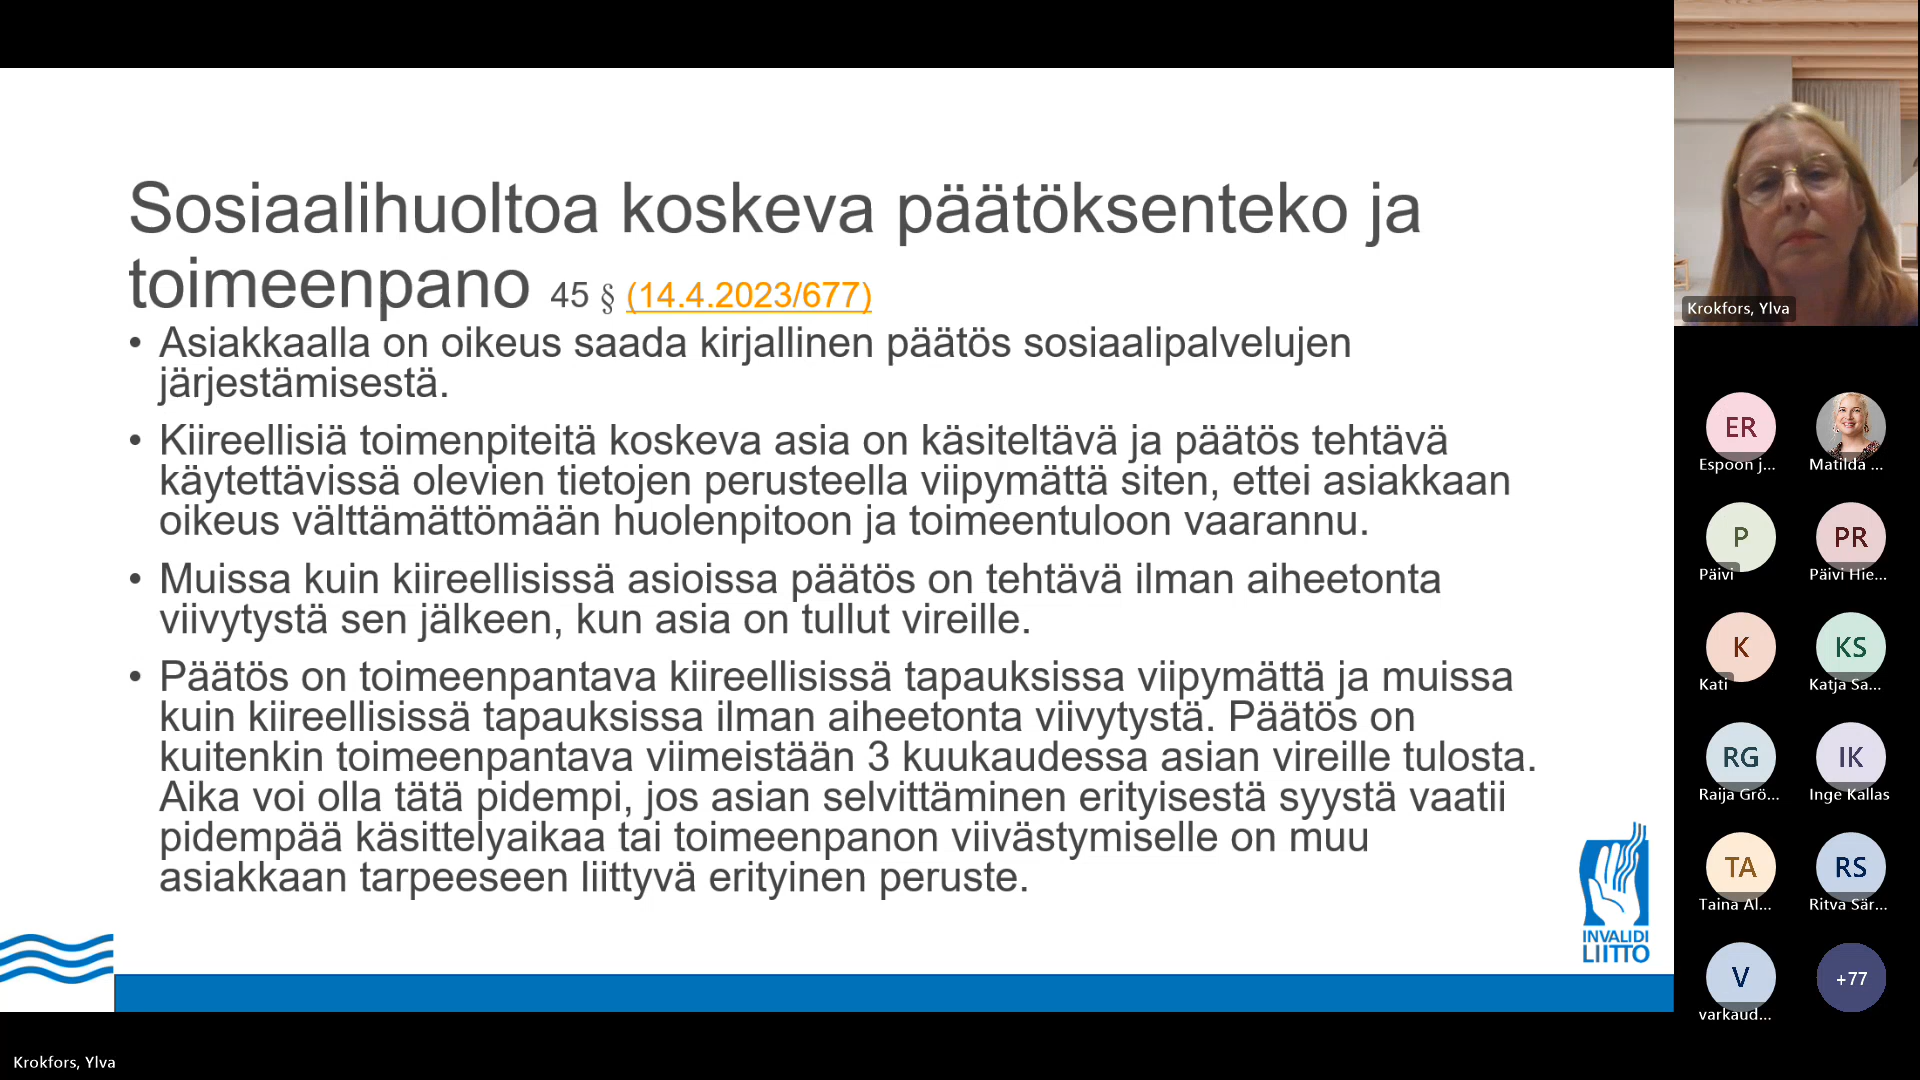 Sosiaalihuoltoa koskeva päätöksenteko ja
toimeenpano 45 § (14.4.2023/677)
• Asiakkaalla on oikeus saada kirjallinen päätös sosiaalipalvelujen
järjestämisestä.
• Kiireellisiä toimenpiteitä koskeva asia on käsiteltävä ja päätös tehtävä
käytettävissä olevien tietojen perusteella viipymättä siten, ettei asiakkaan
oikeus välttämättömään huolenpitoon ja toimeentuloon vaarannu.
• Muissa kuin kiireellisissä asioissa päätös on tehtävä ilman aiheetonta
viivytystä sen jälkeen, kun asia on tullut vireille.
• Päätös on toimeenpantava kiireellisissä tapauksissa viipymättä ja muissa
kuin kiireellisissä tapauksissa ilman aiheetonta viivytystä. Päätös on
kuitenkin toimeenpantava viimeistään 3 kuukaudessa asian vireille tulosta.
Aika voi olla tätä pidempi, jos asian selvittäminen erityisestä syystä vaatii
pidempää käsittelyaikaa tai toimeenpanon viivästymiselle on muu
asiakkaan tarpeeseen liittyvä erityinen peruste.
INVALIDI
LIITTO
Krokfors, Ylva
Krokfors, Ylva
ER
Espoon j...
Matilda ...
P
Päivi
PR
Päivi Hie...
K
Kati
KS
Katja Sa...
RG
Raija Grö...
IK
Inge Kallas
TA
Taina Al...
RS
Ritva Sär...
V
varkaud...
+77